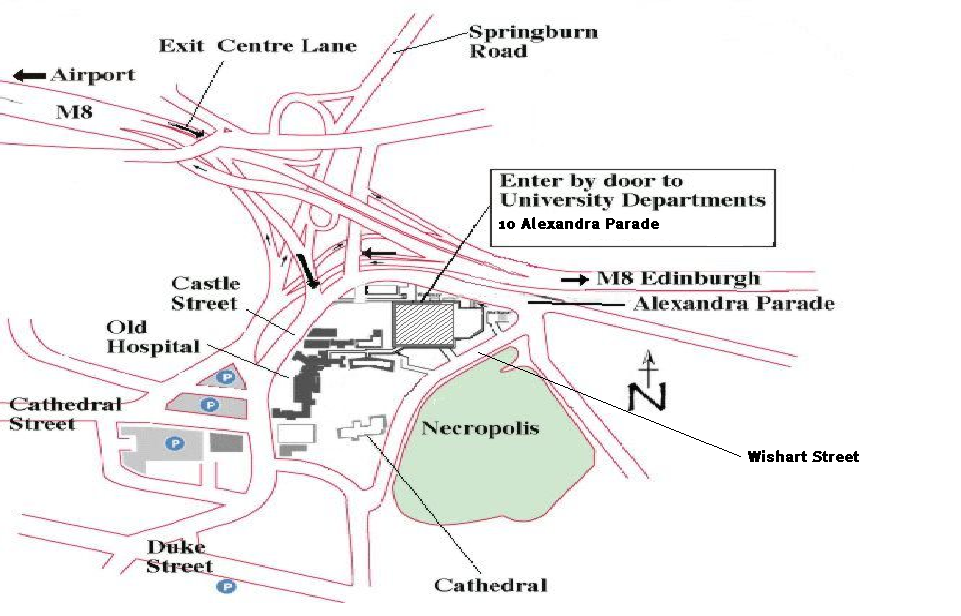 Springburn
Road
Exit Centre Lane
Airport
M8
Enter by door to
University Departments
10 Alexandra Parade
M8 Edinburgh
Alexandra Parade
Castle
Street
Old
Hospital
N
P
P
Cathedral
Street
P
Necropolis
Wishart Street
Duke
Street
P
Cathedral